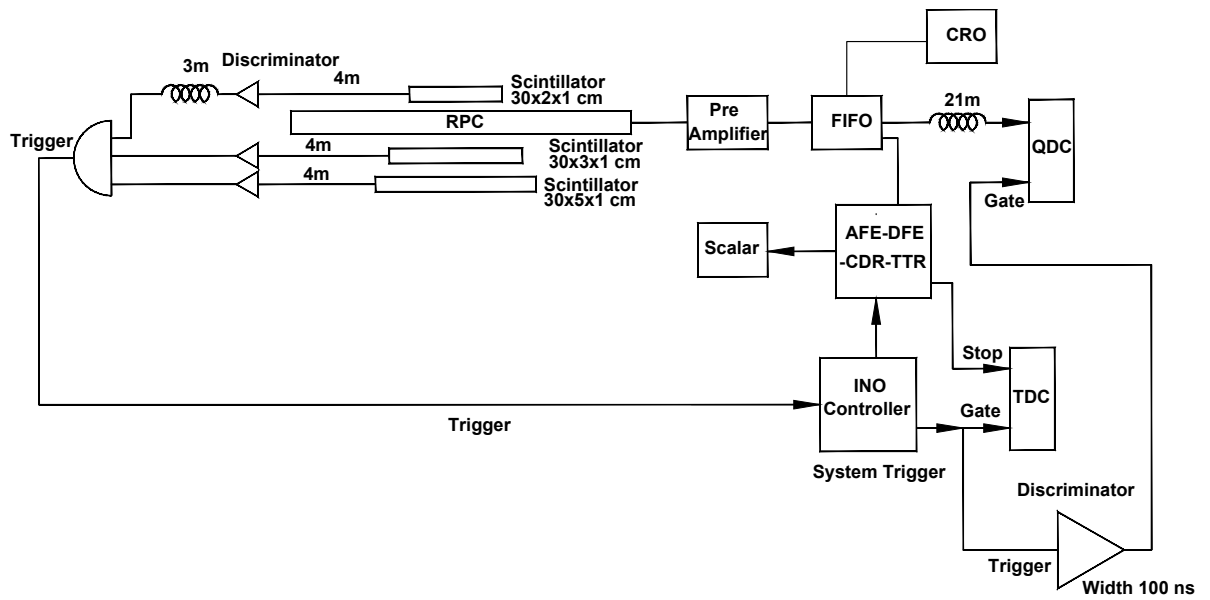 CRO
Discriminator
3m
4m
Scintillator
30x2x1 cm
21m
Pre
Amplifier
FIFO
RPC
QDC
Trigger
4m
Scintillator
30x3x1 cm
4m
Scintillator
30x5x1 cm
Gate
AFE-DFE
-CDR-TTR
Scalar
Stop
INO
Controller
TDC
Gate
Trigger
System Trigger
Discriminator
Trigger
Width 100 ns